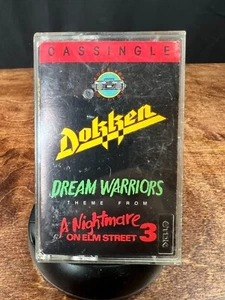 CASSINGLE
Dokken
DREAM WARRIORS
THEME FROM
A Nightmare
ON ELM STREET 3